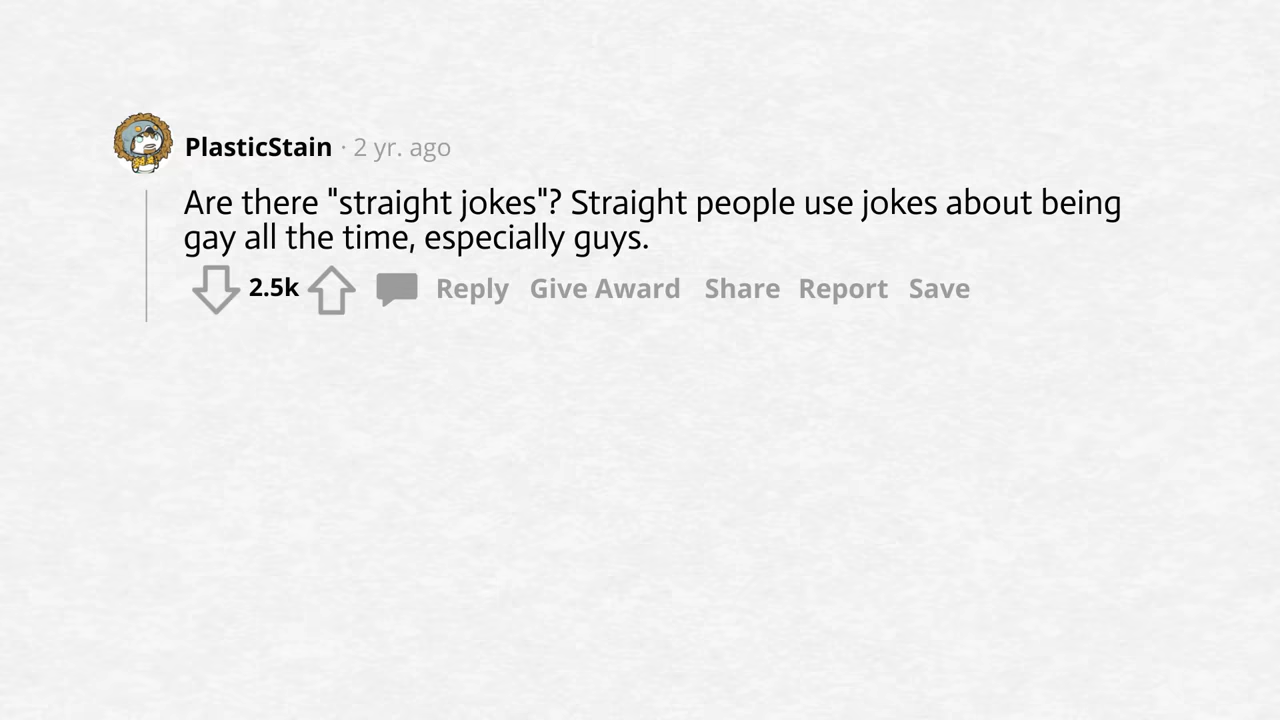 PlasticStain · 2 yr. ago
Are there "straight jokes"? Straight people use jokes about being
gay all the time, especially guys.
2.5k Reply Give Award Share Report Save